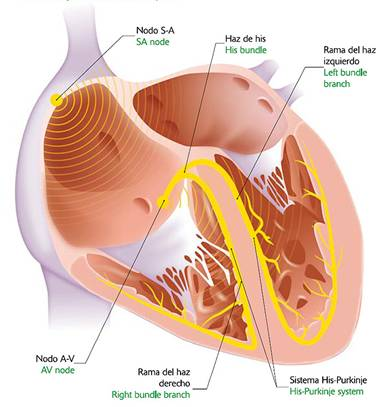 Nodo S-A
SA node
Haz de his
His bundle
Rama del haz
izquierdo
Left bundle
branch
Nodo A-V
AV node
Rama del haz
derecho
Right bundle branch
Sistema His-Purkinje
His-Purkinje system